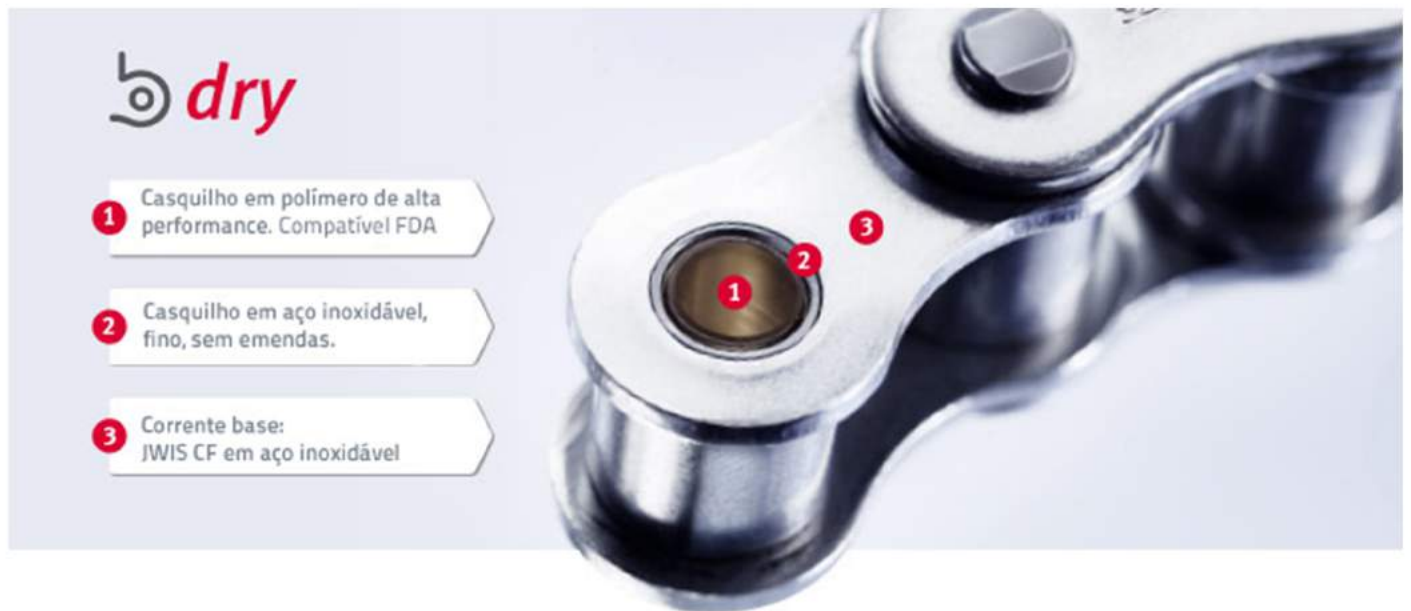 b dry
1 Casquilho em polímero de alta
performance. Compatível FDA
2 Casquilho em aço inoxidável,
fino, sem emendas.
3 Corrente base:
JWIS CF em aço inoxidável
3
2
1